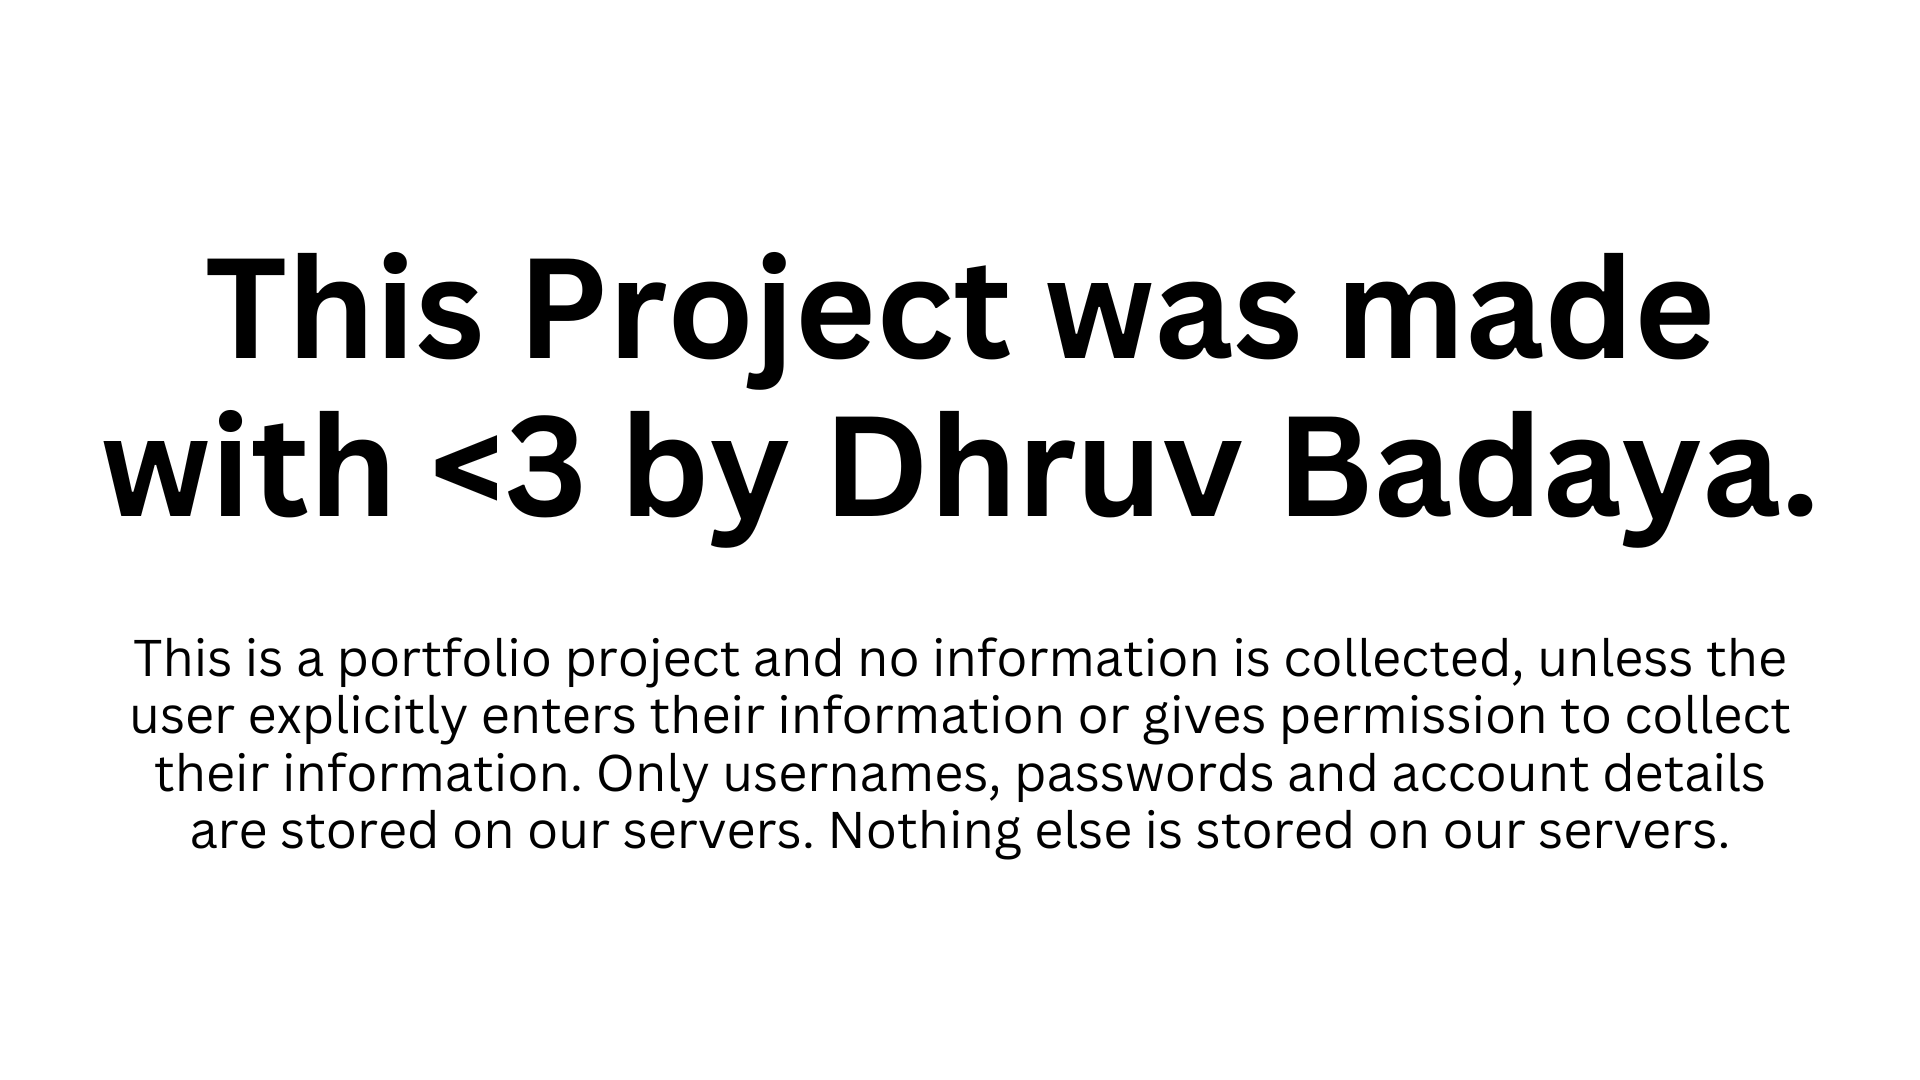 This Project was made
with <3 by Dhruv Badaya.
This is a portfolio project and no information is collected, unless the
user explicitly enters their information or gives permission to collect
their information. Only usernames, passwords and account details
are stored on our servers. Nothing else is stored on our servers.